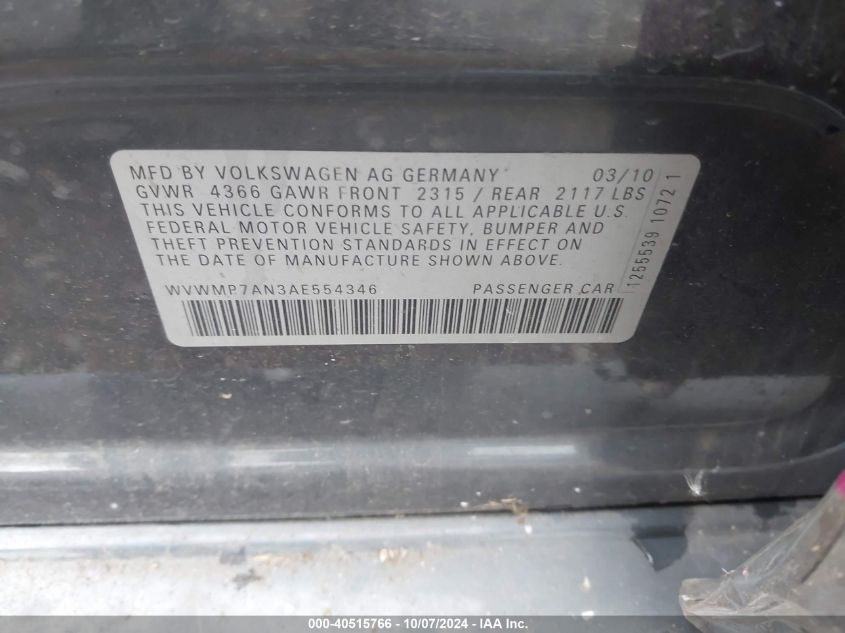 MFD BY VOLKSWAGEN AG GERMANY 03/10
GVWR 4366 GAWR FRONT 2315 / REAR 2117 LBS
THIS VEHICLE CONFORMS TO ALL APPLICABLE U.S.
FEDERAL MOTOR VEHICLE SAFETY, BUMPER AND
THEFT PREVENTION STANDARDS IN EFFECT ON
THE DATE OF MANUFACTURE SHOWN ABOVE.
WVWMP7AN3AE554346 PASSENGER CAR
1255539 10721
000-40515766 - 10/07/2024 - IAA Inc.